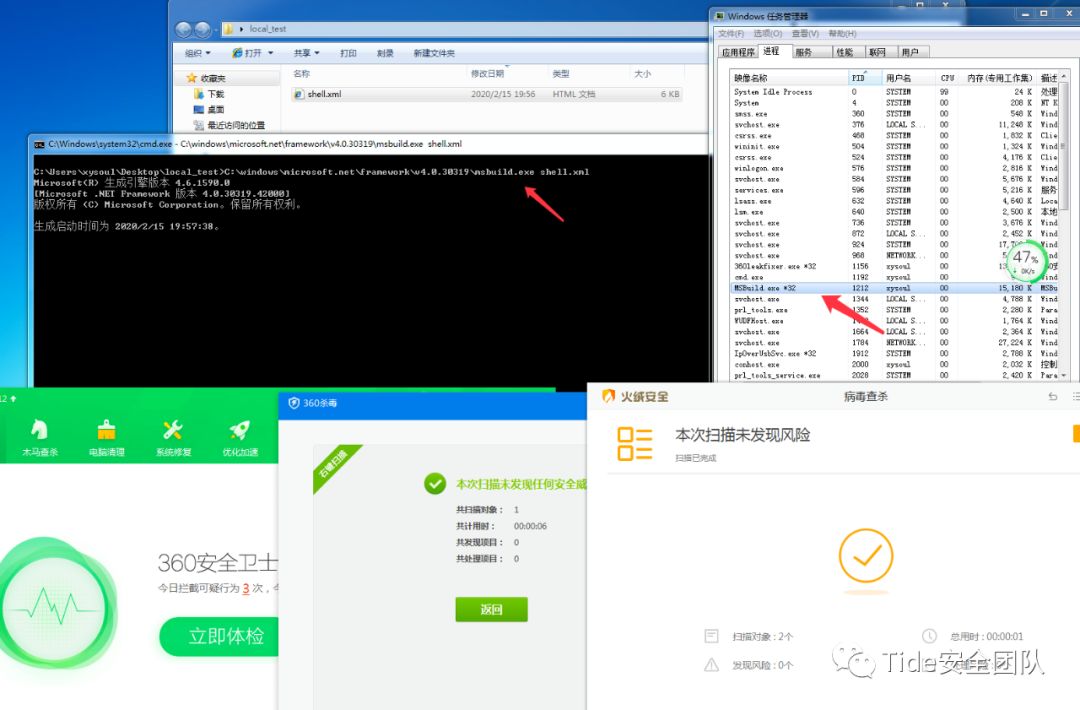 local_test
组织
打开
共享
打印
刻录
新建文件夹
收藏夹
下载
桌面
最近访问的位置
名称
修改日期
类型
大小
shell.xml
2020/2/15 19:56
HTML 文档
6 KB
C:\Windows\system32\cmd.exe - C:\windows\microsoft.net\framework\v4.0.30319\msbuild.exe shell.xml
C:\Users\xysoul\Desktop\local_test>C:\windows\microsoft.net\framework\v4.0.30319\msbuild.exe shell.xml
Microsoft(R) 生成引擎版本 4.6.1590.0
[Microsoft .NET Framework 版本 4.0.30319.42000]
版权所有 (C) Microsoft Corporation。保留所有权利。
生成启动时间为 2020/2/15 19:57:38。
Windows 任务管理器
文件(F) 选项(O) 查看(V) 帮助(H)
应用程序 进程 服务 性能 联网 用户
映像名称 PID 用户名 CPU 内存(专用工作集) 描述
System Idle Process 0 SYSTEM 99 24 K 处理
System 4 SYSTEM 00 208 K NT K
smss.exe 360 SYSTEM 00 548 K Wind
svchost.exe 376 LOCAL S... 00 11,248 K Wind
csrss.exe 468 SYSTEM 00 1,832 K Clie
wininit.exe 504 SYSTEM 00 1,324 K Wind
csrss.exe 524 SYSTEM 00 4,176 K Clie
winlogon.exe 576 SYSTEM 00 2,816 K Wind
svchost.exe 584 SYSTEM 00 5,676 K Wind
services.exe 596 SYSTEM 00 5,216 K 服务
lsass.exe 632 SYSTEM 00 4,640 K Loca
lsm.exe 640 SYSTEM 00 2,500 K 本地
svchost.exe 736 SYSTEM 00 3,676 K Wind
svchost.exe 872 LOCAL S... 00 2,452 K Wind
svchost.exe 924 SYSTEM 00 Wind
svchost.exe 968 NETWORK... 00 Wind
360leakfixer.exe *32 1156 xysoul 00
cmd.exe 1192 xysoul 00 Wind
MSBuild.exe *32 1212 xysoul 00 15,180 K MSBu
svchost.exe 1344 LOCAL S... 00 4,788 K Wind
prl_tools.exe 1352 SYSTEM 00 2,280 K Para
WUDFHost.exe LOCAL S... 00 1,764 K Wind
svchost.exe 1664 LOCAL S... 00 2,364 K Wind
svchost.exe 1784 NETWORK... 00 27,224 K Wind
IpOverUsbSvc.exe *32 1912 SYSTEM 00 2,788 K Wind
conhost.exe 2000 xysoul 00 2,032 K 控制
prl_tools_service.exe 2028 SYSTEM 00 2,420 K Para
47%
0K/s
木马查杀
电脑清理
系统修复
优化加速
360安全卫士
今日拦截可疑行为 3 次，
立即体检
360杀毒
右键扫描
本次扫描未发现任何安全威
共扫描对象： 1
共计用时： 00:00:06
共发现项目： 0
共处理项目： 0
返回
火绒安全
病毒查杀
本次扫描未发现风险
扫描已完成
扫描对象：2个
总用时：00:00:01
发现风险：0个
Tide安全团队